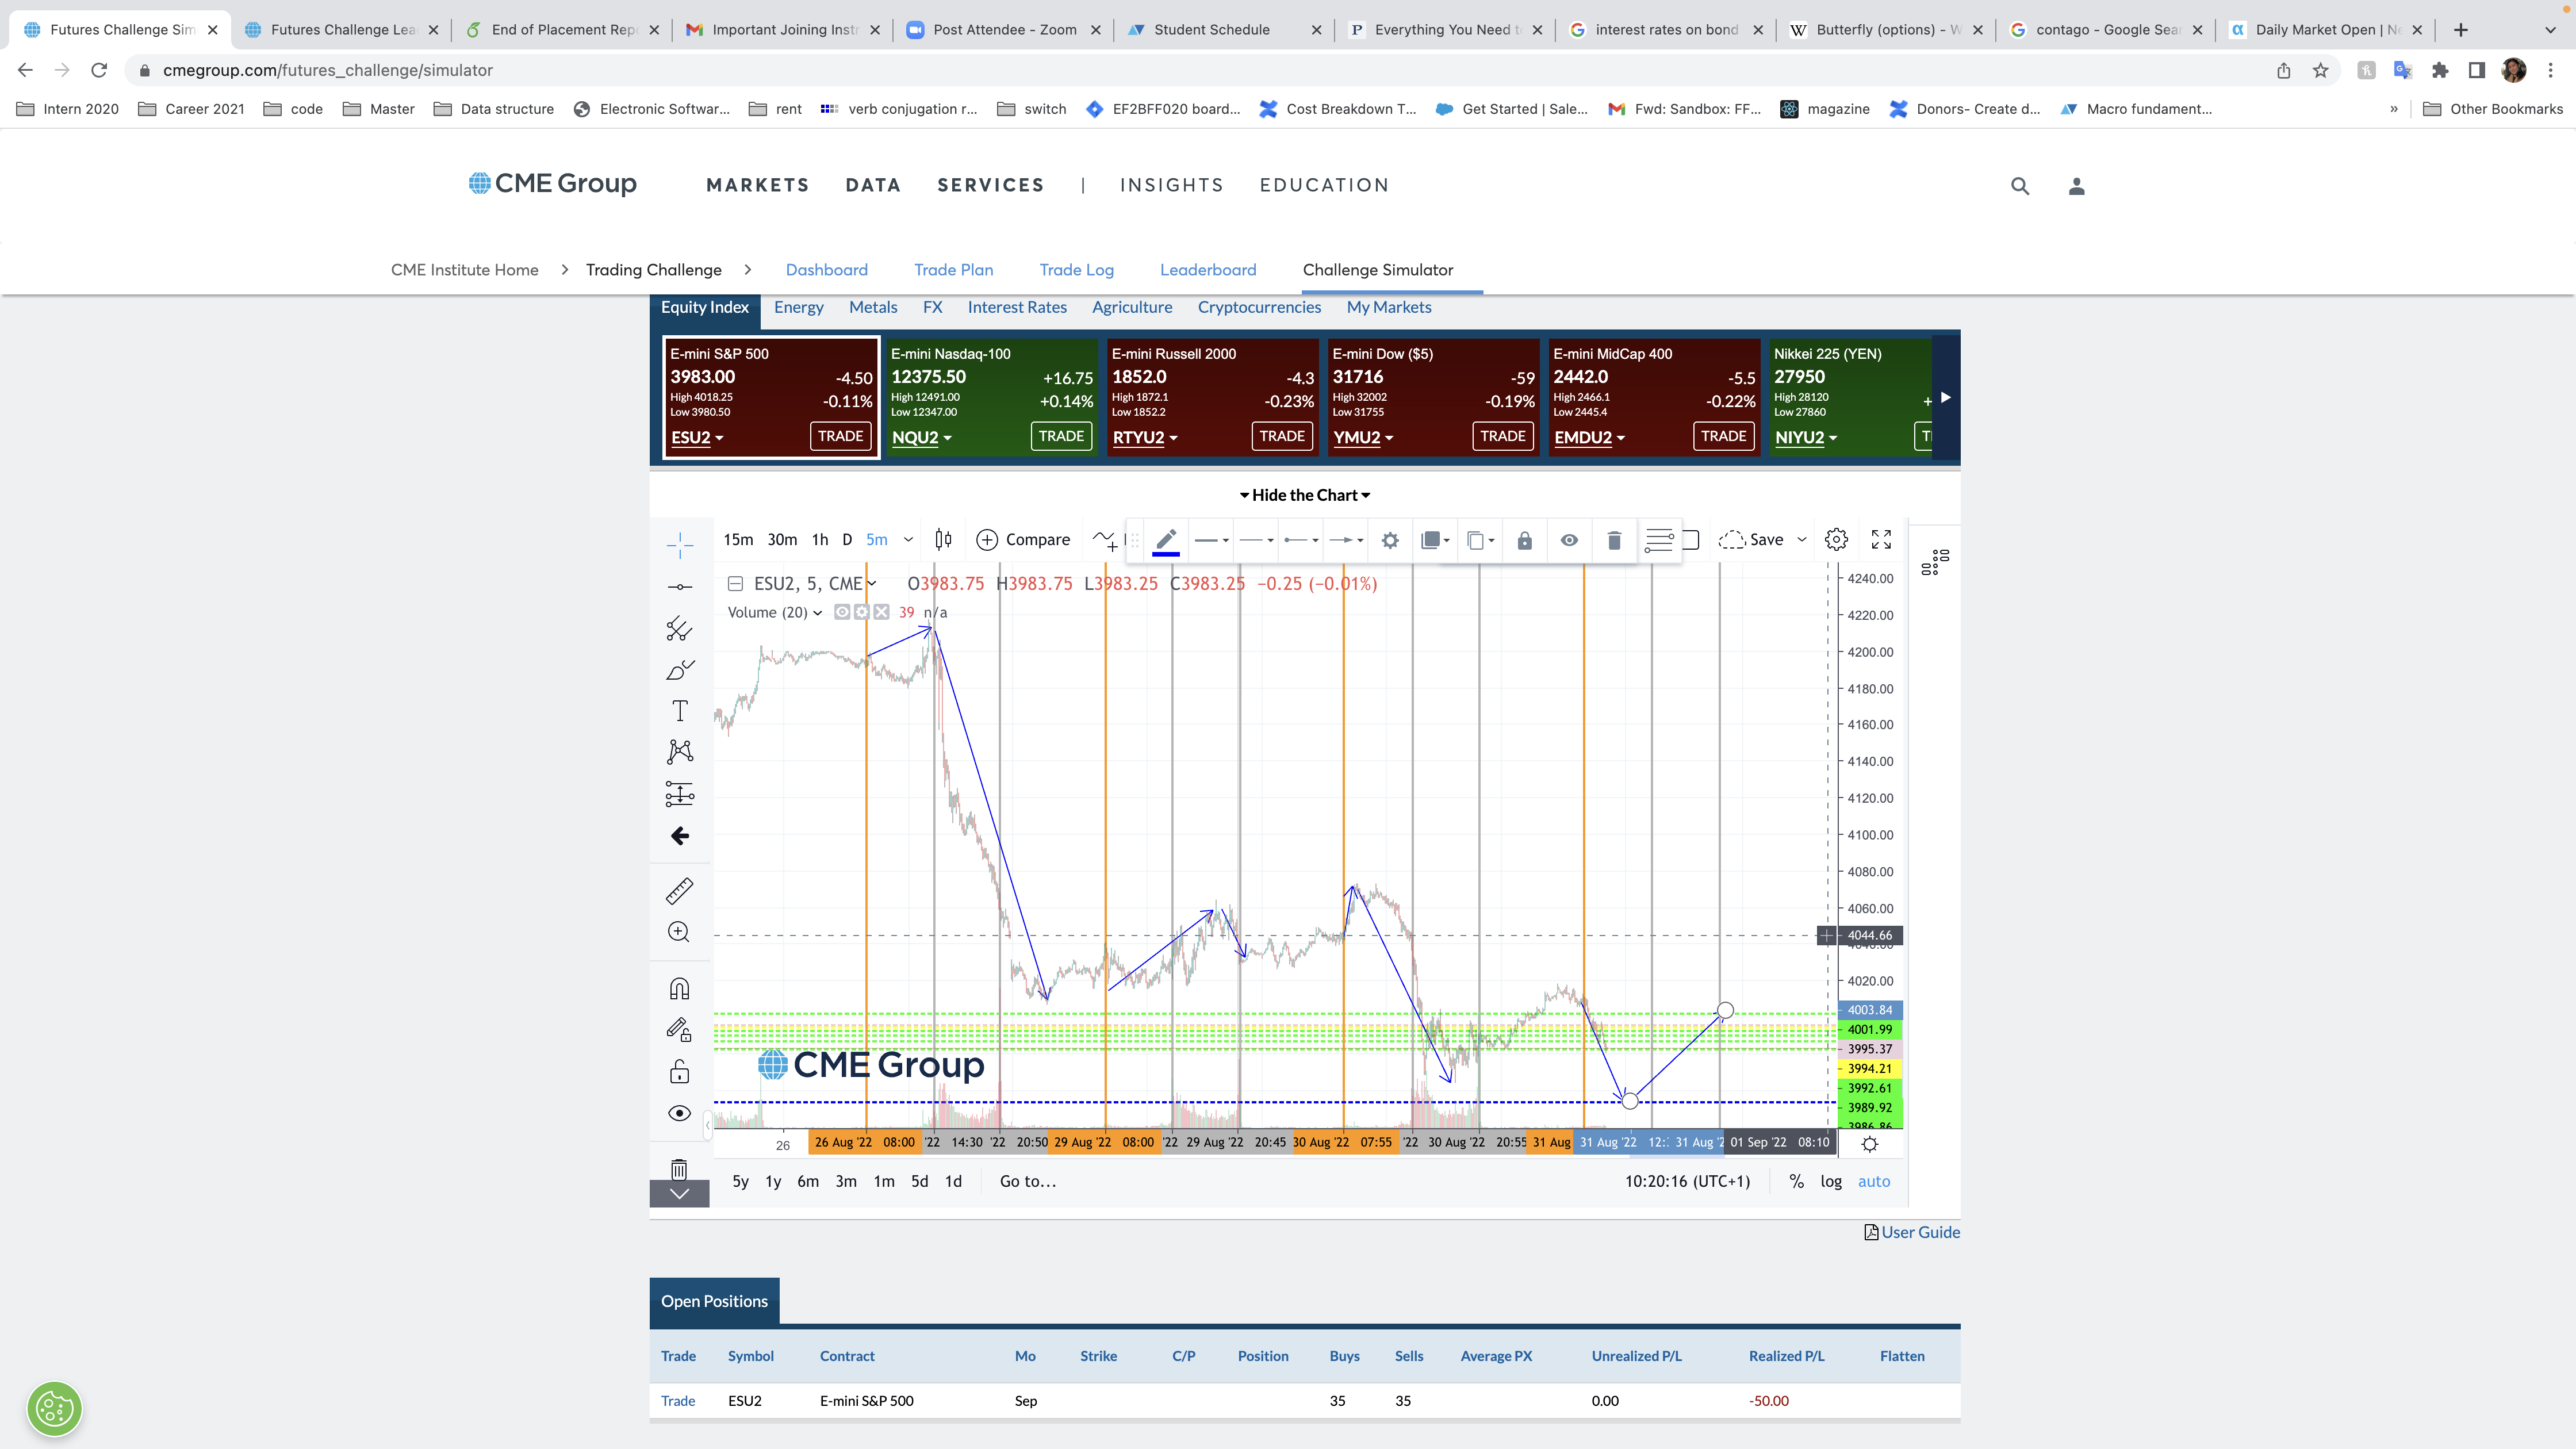 Futures Challenge Sim
Futures Challenge Lea
End of Placement Repo
Important Joining Instr
Post Attendee - Zoom
Student Schedule
Everything You Need t
interest rates on bond
Butterfly (options) - W
contago - Google Sear
Daily Market Open | Ne
cmegroup.com/futures_challenge/simulator
Intern 2020
Career 2021
code
Master
Data structure
Electronic Softwar...
rent
verb conjugation r...
switch
EF2BFF020 board...
Cost Breakdown T...
Get Started | Sale...
Fwd: Sandbox: FF...
magazine
Donors- Create d...
Macro fundament...
»
Other Bookmarks
CME Group
MARKETS DATA SERVICES | INSIGHTS EDUCATION
CME Institute Home > Trading Challenge > Dashboard Trade Plan Trade Log Leaderboard Challenge Simulator
Equity Index Energy Metals FX Interest Rates Agriculture Cryptocurrencies My Markets
E-mini S&P 500
3983.00 -4.50
High 4018.25 -0.11%
Low 3980.50
ESU2 TRADE
E-mini Nasdaq-100
12375.50 +16.75
High 12491.00 +0.14%
Low 12347.00
NQU2 TRADE
E-mini Russell 2000
1852.0 -4.3
High 1872.1 -0.23%
Low 1852.2
RTYU2 TRADE
E-mini Dow ($5)
31716 -59
High 32002 -0.19%
Low 31755
YMU2 TRADE
E-mini MidCap 400
2442.0 -5.5
High 2466.1 -0.22%
Low 2445.4
EMDU2 TRADE
Nikkei 225 (YEN)
27950
High 28120 +
Low 27860
NIYU2 T
Hide the Chart
15m 30m 1h D 5m Compare Save
ESU2, 5, CME O3983.75 H3983.75 L3983.25 C3983.25 −0.25 (−0.01%)
Volume (20) 39 n/a
4240.00
4220.00
4200.00
4180.00
4160.00
4140.00
4120.00
4100.00
4080.00
4060.00
4044.66
4020.00
4003.84
4001.99
3995.37
3994.21
3992.61
3989.92
3986.86
CME Group
26
26 Aug '22 08:00
'22 14:30
'22 20:50
29 Aug '22 08:00
'22
29 Aug '22 20:45
30 Aug '22 07:55
'22
30 Aug '22 20:55
31 Aug
31 Aug '22 12:
31 Aug '2
01 Sep '22 08:10
5y 1y 6m 3m 1m 5d 1d Go to... 10:20:16 (UTC+1) % log auto
User Guide
Open Positions
Trade Symbol Contract Mo Strike C/P Position Buys Sells Average PX Unrealized P/L Realized P/L Flatten
Trade ESU2 E-mini S&P 500 Sep 35 35 0.00 -50.00